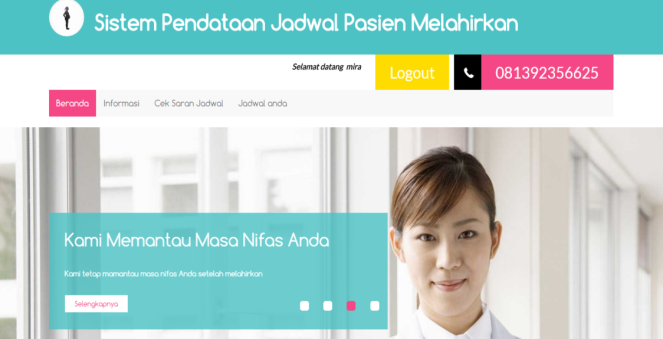 Sistem Pendataan Jadwal Pasien Melahirkan
Selamat datang mira
Logout
081392356625
Beranda Informasi Cek Saran Jadwal Jadwal anda
Kami Memantau Masa Nifas Anda
Kami tetap momantau masa nifas Anda setelah melahirkan
Selengkapnya